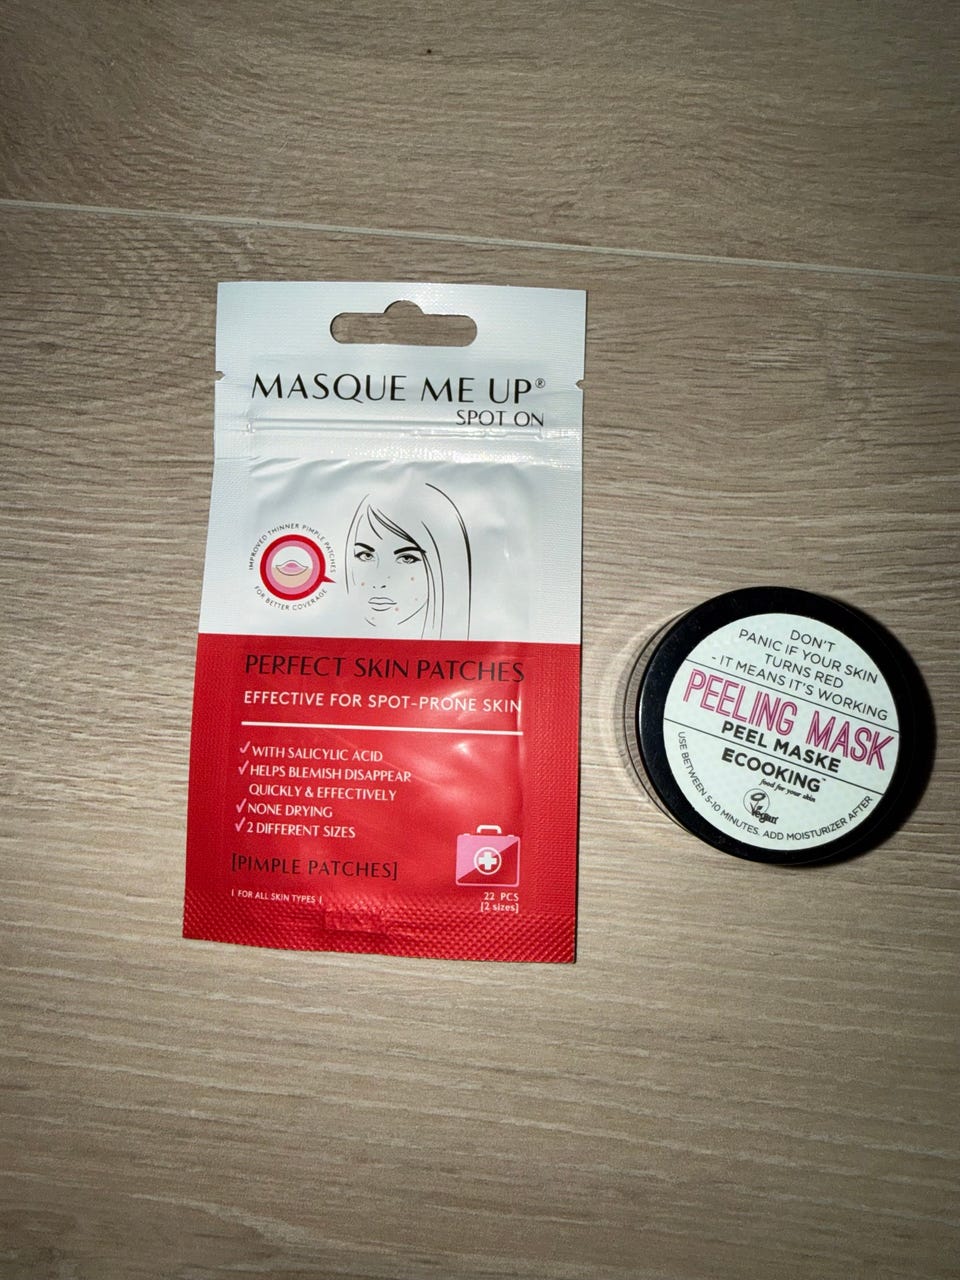 MASQUE ME UP®
SPOT ON
IMPROVED THINNER PIMPLE PATCHES
FOR BETTER COVERAGE
PERFECT SKIN PATCHES
EFFECTIVE FOR SPOT-PRONE SKIN
WITH SALICYLIC ACID
HELPS BLEMISH DISAPPEAR
QUICKLY & EFFECTIVELY
NONE DRYING
2 DIFFERENT SIZES
[PIMPLE PATCHES]
| FOR ALL SKIN TYPES |
22 PCS
[2 sizes]
DON'T
PANIC IF YOUR SKIN
TURNS RED
- IT MEANS IT'S WORKING
PEELING MASK
PEEL MASKE
ECOOKING™
food for your skin
Vegan
USE BETWEEN 5-10 MINUTES. ADD MOISTURIZER AFTER